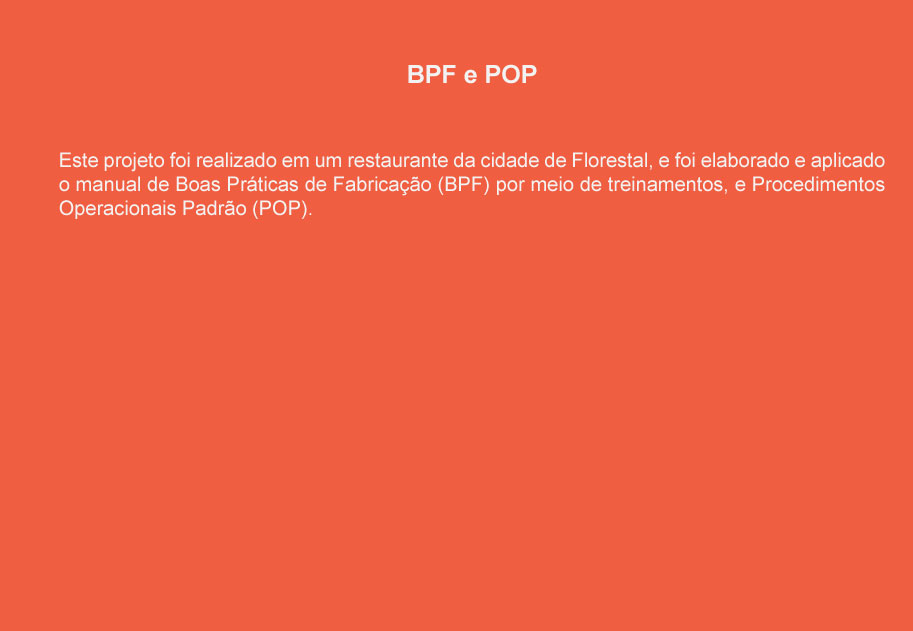 BPF e POP
Este projeto foi realizado em um restaurante da cidade de Florestal, e foi elaborado e aplicado
o manual de Boas Práticas de Fabricação (BPF) por meio de treinamentos, e Procedimentos
Operacionais Padrão (POP).